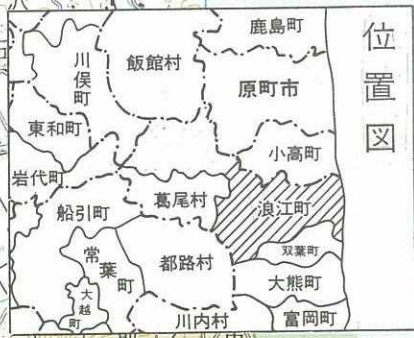 位置図
鹿島町
飯館村
川俣町
原町市
東和町
小高町
岩代町
葛尾村
浪江町
船引町
双葉町
常葉町
都路村
大熊町
大越町
川内村
富岡町